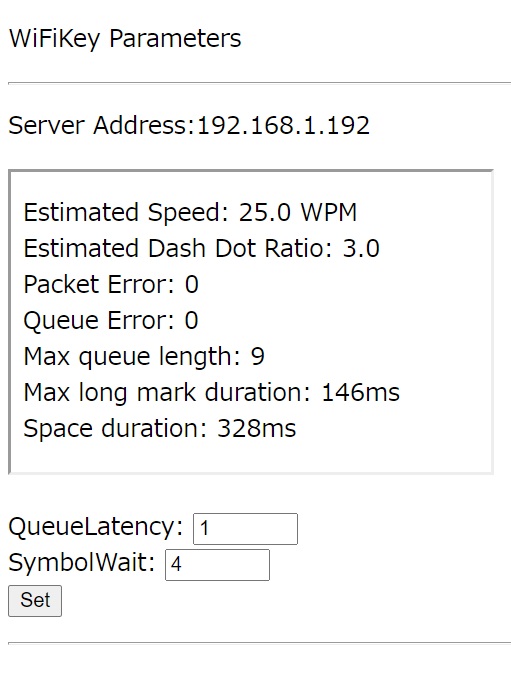 WiFiKey Parameters
Server Address:192.168.1.192
Estimated Speed: 25.0 WPM
Estimated Dash Dot Ratio: 3.0
Packet Error: 0
Queue Error: 0
Max queue length: 9
Max long mark duration: 146ms
Space duration: 328ms
QueueLatency: 1
SymbolWait: 4
Set